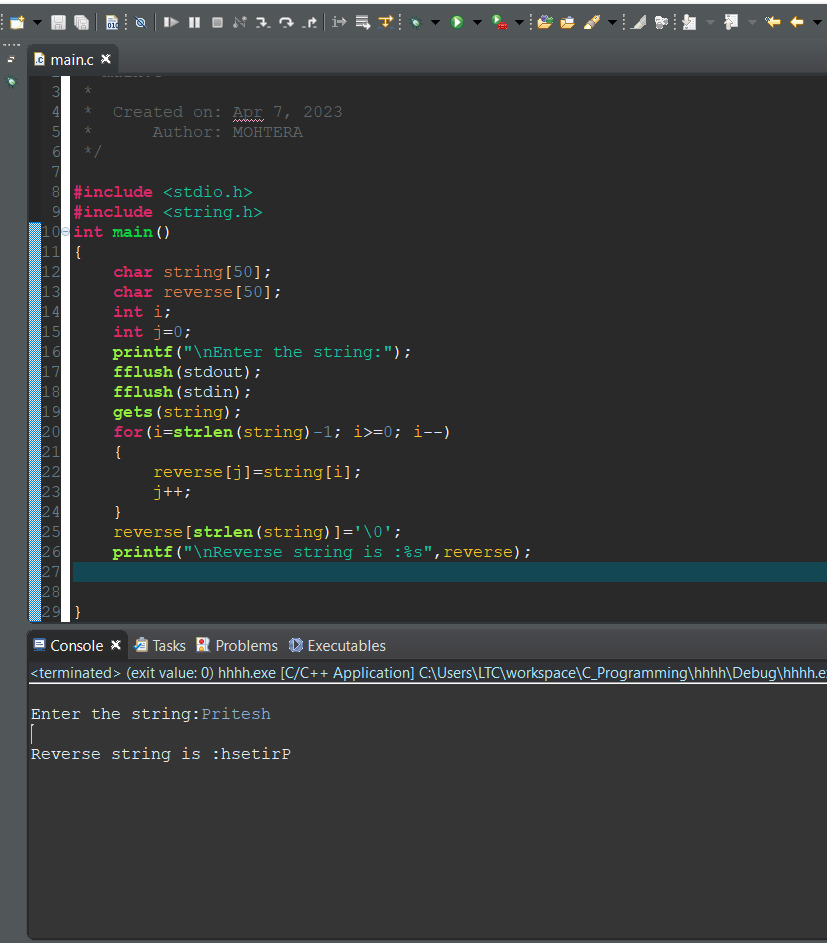 main.c
3 *
4 * Created on: Apr 7, 2023
5 * Author: MOHTERA
6 */
7
8 #include <stdio.h>
9 #include <string.h>
10 int main()
11 {
12 char string[50];
13 char reverse[50];
14 int i;
15 int j=0;
16 printf("\nEnter the string:");
17 fflush(stdout);
18 fflush(stdin);
19 gets(string);
20 for(i=strlen(string)-1; i>=0; i--)
21 {
22 reverse[j]=string[i];
23 j++;
24 }
25 reverse[strlen(string)]='\0';
26 printf("\nReverse string is :%s",reverse);
27
28
29 }
Console Tasks Problems Executables
<terminated> (exit value: 0) hhhh.exe [C/C++ Application] C:\Users\LTC\workspace\C_Programming\hhhh\Debug\hhhh.e
Enter the string:Pritesh
Reverse string is :hsetirP